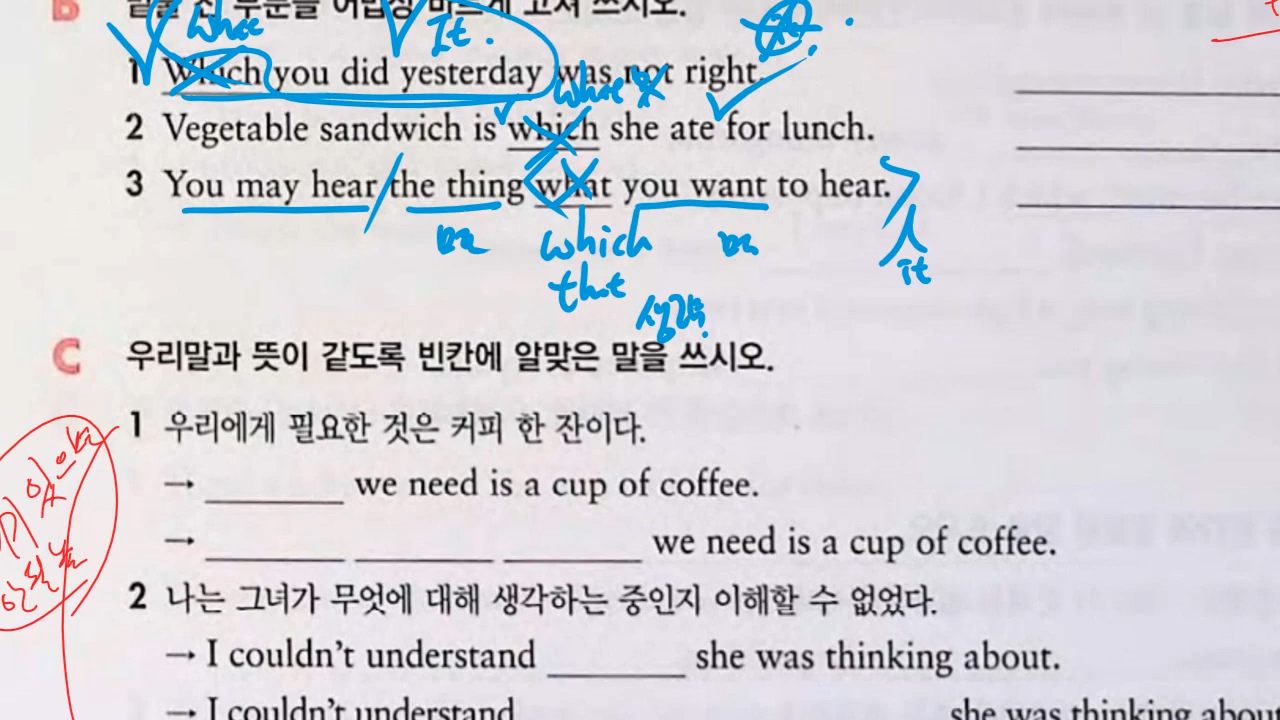 B 밑줄 친 부분을 어법상 바르게 고쳐 쓰시오.
what It.
1 Which you did yesterday was not right.
what
2 Vegetable sandwich is which she ate for lunch.
3 You may hear the thing what you want to hear.
which it
that
생략
C 우리말과 뜻이 같도록 빈칸에 알맞은 말을 쓰시오.
1 우리에게 필요한 것은 커피 한 잔이다.
→ we need is a cup of coffee.
→ we need is a cup of coffee.
2 나는 그녀가 무엇에 대해 생각하는 중인지 이해할 수 없었다.
→ I couldn't understand she was thinking about.
→ I couldn't understand she was thinking about